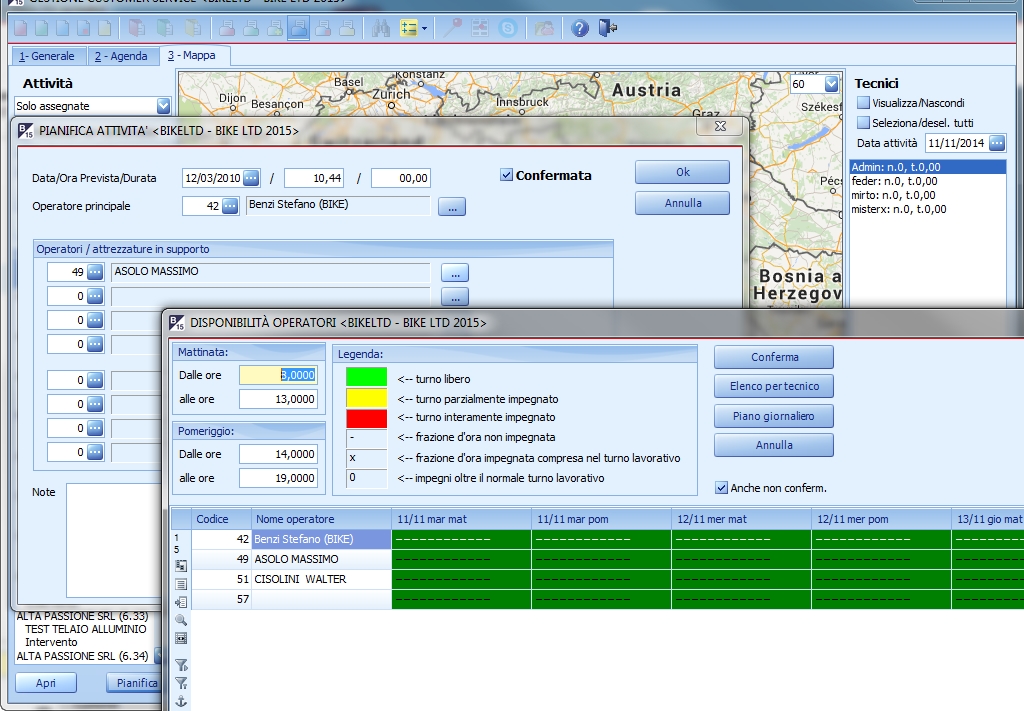 GESTIONE CUSTOMER SERVICE <BIKELTD - BIKE LTD 2015>
1- Generale
2 - Agenda
3 - Mappa
Attività
Solo assegnate
Dijon
Besançon
Basel
Konstanz
Zürich
Innsbruck
Austria
Graz
60
Székesf
Pécs
Bosnia a
Herzegov
Tecnici
Visualizza/Nascondi
Seleziona/desel. tutti
Data attività 11/11/2014
Admin: n.0, t.0,00
feder: n.0, t.0,00
mirto: n.0, t.0,00
misterx: n.0, t.0,00
B 15 PIANIFICA ATTIVITA' <BIKELTD - BIKE LTD 2015>
Data/Ora Prevista/Durata 12/03/2010 / 10,44 / 00,00
Confermata
Ok
Operatore principale 42 Benzi Stefano (BIKE) ...
Annulla
Operatori / attrezzature in supporto
49 ASOLO MASSIMO ...
0 ...
0
0
0
0
0
0
Note
ALTA PASSIONE SRL (6.33)
TEST TELAIO ALLUMINIO
Intervento
ALTA PASSIONE SRL (6.34)
Apri
Pianifica
B 15 DISPONIBILITÀ OPERATORI <BIKELTD - BIKE LTD 2015>
Mattinata:
Dalle ore 8,0000
alle ore 13,0000
Pomeriggio:
Dalle ore 14,0000
alle ore 19,0000
Legenda:
<-- turno libero
<-- turno parzialmente impegnato
<-- turno interamente impegnato
- <-- frazione d'ora non impegnata
x <-- frazione d'ora impegnata compresa nel turno lavorativo
0 <-- impegni oltre il normale turno lavorativo
Conferma
Elenco per tecnico
Piano giornaliero
Annulla
Anche non conferm.
Codice Nome operatore 11/11 mar mat 11/11 mar pom 12/11 mer mat 12/11 mer pom 13/11 gio mat
1
5
42 Benzi Stefano (BIKE) ---------- ---------- ---------- ---------- ----------
49 ASOLO MASSIMO ---------- ---------- ---------- ---------- ----------
51 CISOLINI WALTER ---------- ---------- ---------- ---------- ----------
57 ---------- ---------- ---------- ---------- ----------